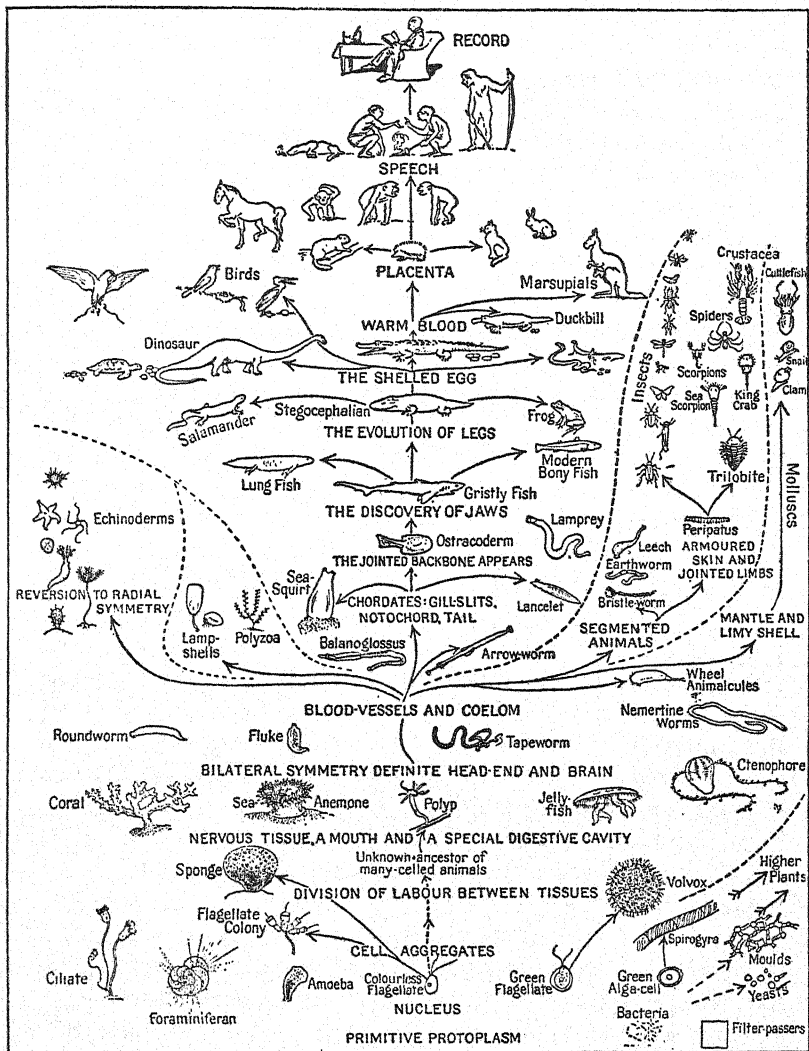 RECORD
SPEECH
PLACENTA
Birds
Marsupials
Crustacea
Cuttlefish
WARM BLOOD
Duckbill
Spiders
Dinosaur
Insects
Scorpions
Snail
THE SHELLED EGG
Sea
Scorpion
King
Crab
Clam
Salamander
Stegocephalian
Frog
THE EVOLUTION OF LEGS
Lung Fish
Modern
Bony Fish
Trilobite
Molluscs
Gristly Fish
THE DISCOVERY OF JAWS
Echinoderms
Lamprey
Peripatus
Ostracoderm
Leech
ARMOURED
SKIN AND
JOINTED LIMBS
THE JOINTED BACKBONE APPEARS
Earthworm
Sea-
Squirt
REVERSION TO RADIAL
SYMMETRY
CHORDATES: GILL-SLITS,
NOTOCHORD, TAIL
Lancelet
Bristle-worm
MANTLE AND
LIMY SHELL
Lamp-
shells
Polyzoa
SEGMENTED
ANIMALS
Balanoglossus
Arrow-worm
Wheel
Animalcules
BLOOD-VESSELS AND COELOM
Nemertine
Worms
Roundworm
Fluke
Tapeworm
BILATERAL SYMMETRY DEFINITE HEAD-END AND BRAIN
Ctenophore
Coral
Sea Anemone
Polyp
Jelly-
fish
NERVOUS TISSUE, A MOUTH AND A SPECIAL DIGESTIVE CAVITY
Unknown ancestor of
many-celled animals
Sponge
Volvox
Higher
Plants
DIVISION OF LABOUR BETWEEN TISSUES
Flagellate
Colony
Spirogyra
CELL AGGREGATES
Moulds
Ciliate
Foraminiferan
Amoeba
Colourless
Flagellate
Green
Flagellate
Green
Alga-cell
Yeasts
NUCLEUS
Bacteria
Filter-passers
PRIMITIVE PROTOPLASM